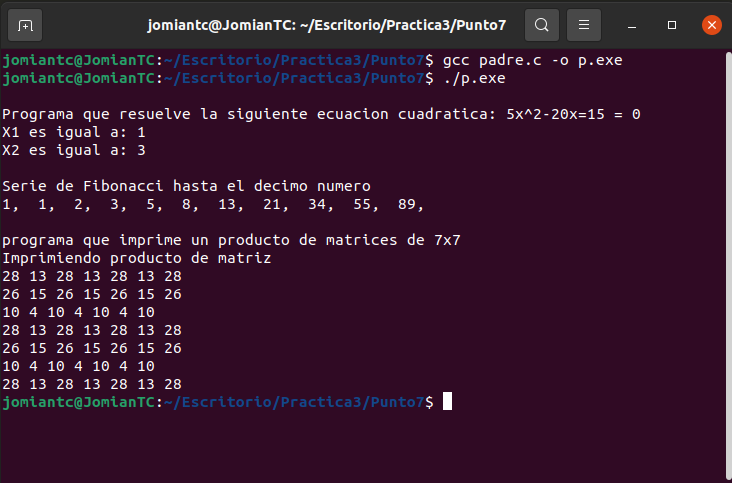 jomiantc@JomianTC: ~/Escritorio/Practica3/Punto7
jomiantc@JomianTC:~/Escritorio/Practica3/Punto7$ gcc padre.c -o p.exe
jomiantc@JomianTC:~/Escritorio/Practica3/Punto7$ ./p.exe
Programa que resuelve la siguiente ecuacion cuadratica: 5x^2-20x=15 = 0
X1 es igual a: 1
X2 es igual a: 3
Serie de Fibonacci hasta el decimo numero
1,  1,  2,  3,  5,  8,  13,  21,  34,  55,  89,
programa que imprime un producto de matrices de 7x7
Imprimiendo producto de matriz
28 13 28 13 28 13 28
26 15 26 15 26 15 26
10 4 10 4 10 4 10
28 13 28 13 28 13 28
26 15 26 15 26 15 26
10 4 10 4 10 4 10
28 13 28 13 28 13 28
jomiantc@JomianTC:~/Escritorio/Practica3/Punto7$